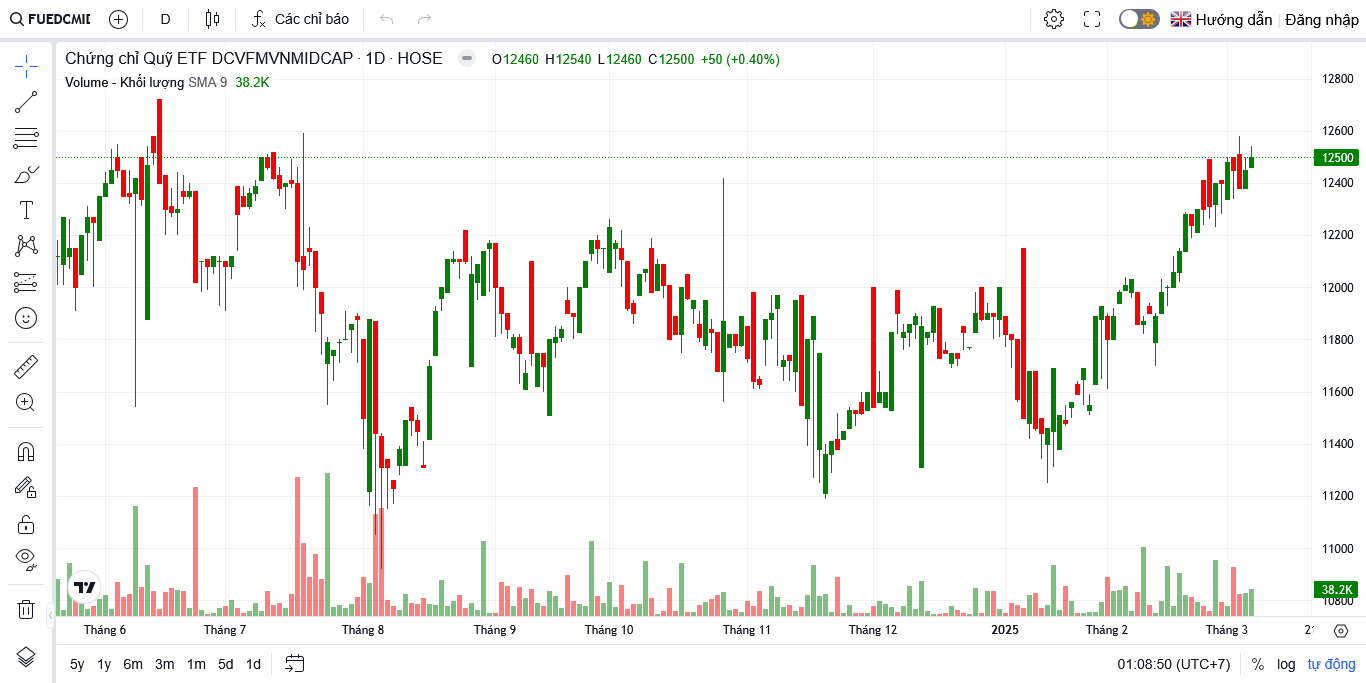 FUEDCMID
D
Các chỉ báo
Hướng dẫn
Đăng nhập
Chứng chỉ Quỹ ETF DCVFMVNMIDCAP · 1D · HOSE
O12460 H12540 L12460 C12500 +50 (+0.40%)
Volume - Khối lượng SMA 9 38.2K
12800
12600
12500
12400
12200
12000
11800
11600
11400
11200
11000
38.2K
10800
Tháng 6
Tháng 7
Tháng 8
Tháng 9
Tháng 10
Tháng 11
Tháng 12
2025
Tháng 2
Tháng 3
21
5y 1y 6m 3m 1m 5d 1d
01:08:50 (UTC+7)
% log tự động